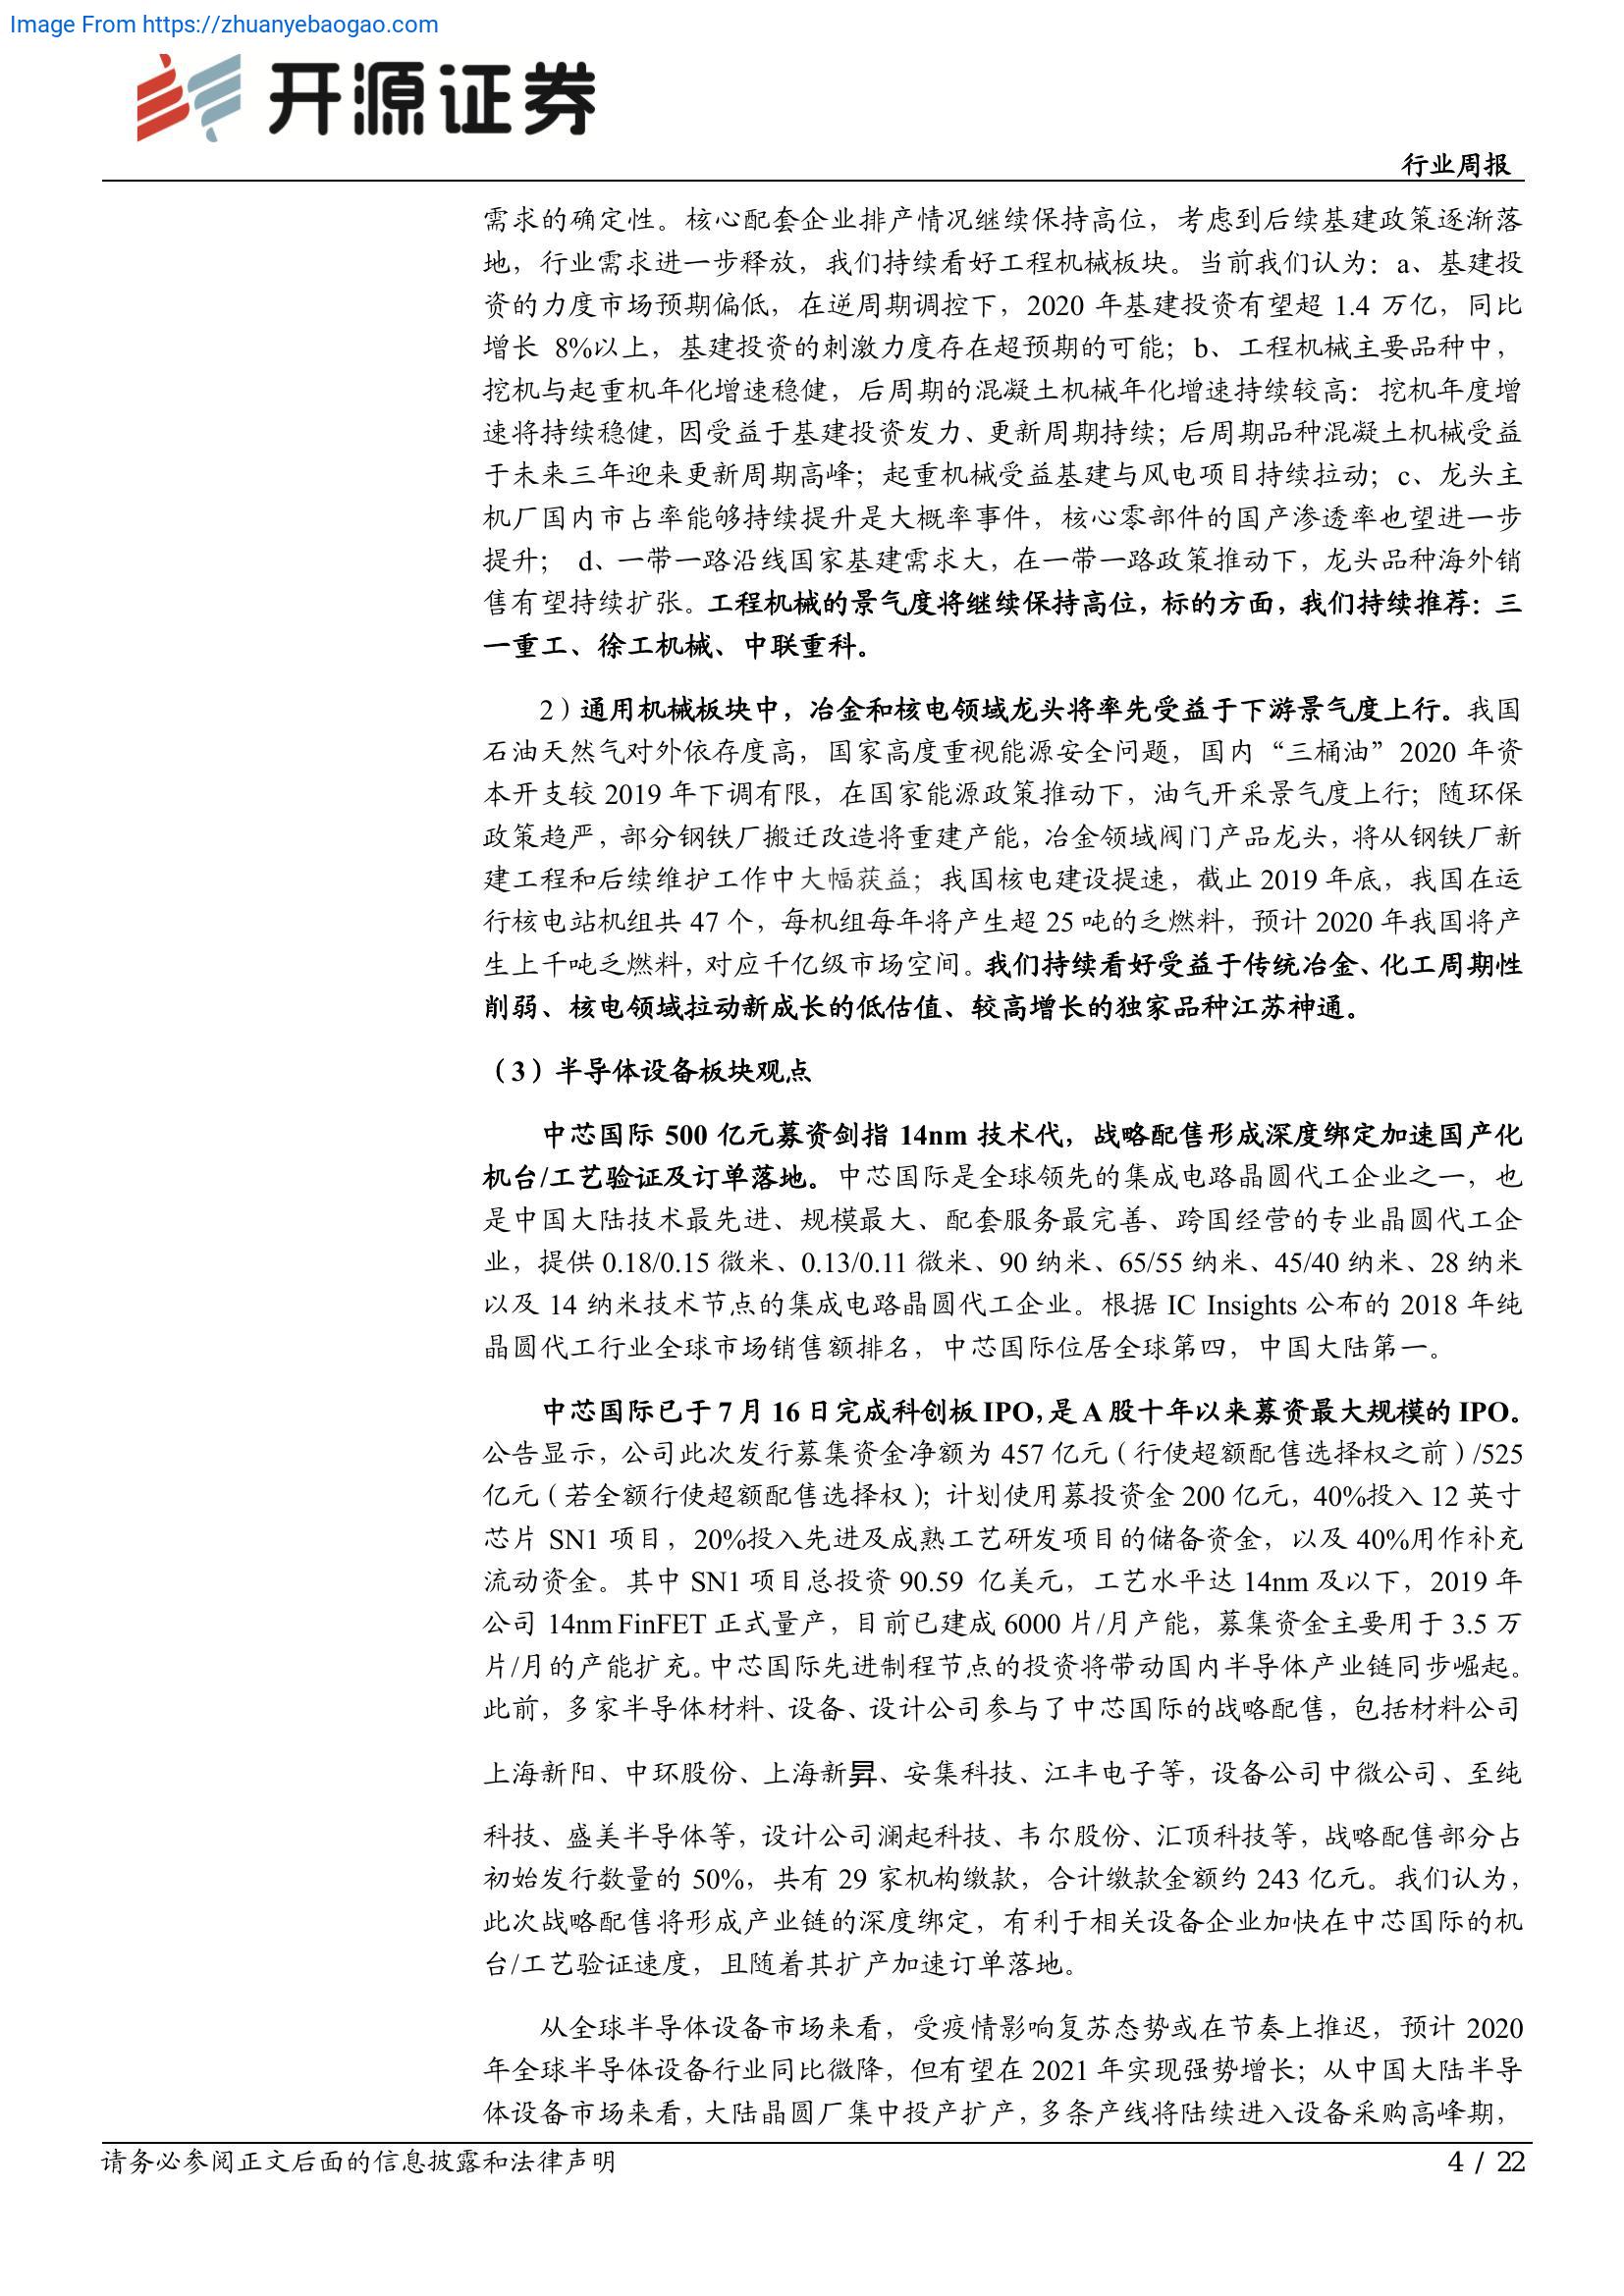 Image From https://zhuanyebaogao.com
开源证券
行业周报
需求的确定性。核心配套企业排产情况继续保持高位，考虑到后续基建政策逐渐落
地，行业需求进一步释放，我们持续看好工程机械板块。当前我们认为：a、基建投
资的力度市场预期偏低，在逆周期调控下，2020 年基建投资有望超 1.4 万亿，同比
增长 8%以上，基建投资的刺激力度存在超预期的可能；b、工程机械主要品种中，
挖机与起重机年化增速稳健，后周期的混凝土机械年化增速持续较高：挖机年度增
速将持续稳健，因受益于基建投资发力、更新周期持续；后周期品种混凝土机械受益
于未来三年迎来更新周期高峰；起重机械受益基建与风电项目持续拉动；c、龙头主
机厂国内市占率能够持续提升是大概率事件，核心零部件的国产渗透率也望进一步
提升； d、一带一路沿线国家基建需求大，在一带一路政策推动下，龙头品种海外销
售有望持续扩张。工程机械的景气度将继续保持高位，标的方面，我们持续推荐：三
一重工、徐工机械、中联重科。
2）通用机械板块中，冶金和核电领域龙头将率先受益于下游景气度上行。我国
石油天然气对外依存度高，国家高度重视能源安全问题，国内“三桶油”2020 年资
本开支较 2019 年下调有限，在国家能源政策推动下，油气开采景气度上行；随环保
政策趋严，部分钢铁厂搬迁改造将重建产能，冶金领域阀门产品龙头，将从钢铁厂新
建工程和后续维护工作中大幅获益；我国核电建设提速，截止 2019 年底，我国在运
行核电站机组共 47 个，每机组每年将产生超 25 吨的乏燃料，预计 2020 年我国将产
生上千吨乏燃料，对应千亿级市场空间。我们持续看好受益于传统冶金、化工周期性
削弱、核电领域拉动新成长的低估值、较高增长的独家品种江苏神通。
（3）半导体设备板块观点
中芯国际 500 亿元募资剑指 14nm 技术代，战略配售形成深度绑定加速国产化
机台/工艺验证及订单落地。中芯国际是全球领先的集成电路晶圆代工企业之一，也
是中国大陆技术最先进、规模最大、配套服务最完善、跨国经营的专业晶圆代工企
业，提供 0.18/0.15 微米、0.13/0.11 微米、90 纳米、65/55 纳米、45/40 纳米、28 纳米
以及 14 纳米技术节点的集成电路晶圆代工企业。根据 IC Insights 公布的 2018 年纯
晶圆代工行业全球市场销售额排名，中芯国际位居全球第四，中国大陆第一。
中芯国际已于 7 月 16 日完成科创板 IPO，是 A 股十年以来募资最大规模的 IPO。
公告显示，公司此次发行募集资金净额为 457 亿元（行使超额配售选择权之前）/525
亿元（若全额行使超额配售选择权）；计划使用募投资金 200 亿元，40%投入 12 英寸
芯片 SN1 项目，20%投入先进及成熟工艺研发项目的储备资金，以及 40%用作补充
流动资金。其中 SN1 项目总投资 90.59 亿美元，工艺水平达 14nm 及以下，2019 年
公司 14nm FinFET 正式量产，目前已建成 6000 片/月产能，募集资金主要用于 3.5 万
片/月的产能扩充。中芯国际先进制程节点的投资将带动国内半导体产业链同步崛起。
此前，多家半导体材料、设备、设计公司参与了中芯国际的战略配售，包括材料公司
上海新阳、中环股份、上海新昇、安集科技、江丰电子等，设备公司中微公司、至纯
科技、盛美半导体等，设计公司澜起科技、韦尔股份、汇顶科技等，战略配售部分占
初始发行数量的 50%，共有 29 家机构缴款，合计缴款金额约 243 亿元。我们认为，
此次战略配售将形成产业链的深度绑定，有利于相关设备企业加快在中芯国际的机
台/工艺验证速度，且随着其扩产加速订单落地。
从全球半导体设备市场来看，受疫情影响复苏态势或在节奏上推迟，预计 2020
年全球半导体设备行业同比微降，但有望在 2021 年实现强势增长；从中国大陆半导
体设备市场来看，大陆晶圆厂集中投产扩产，多条产线将陆续进入设备采购高峰期，
请务必参阅正文后面的信息披露和法律声明
4 / 22